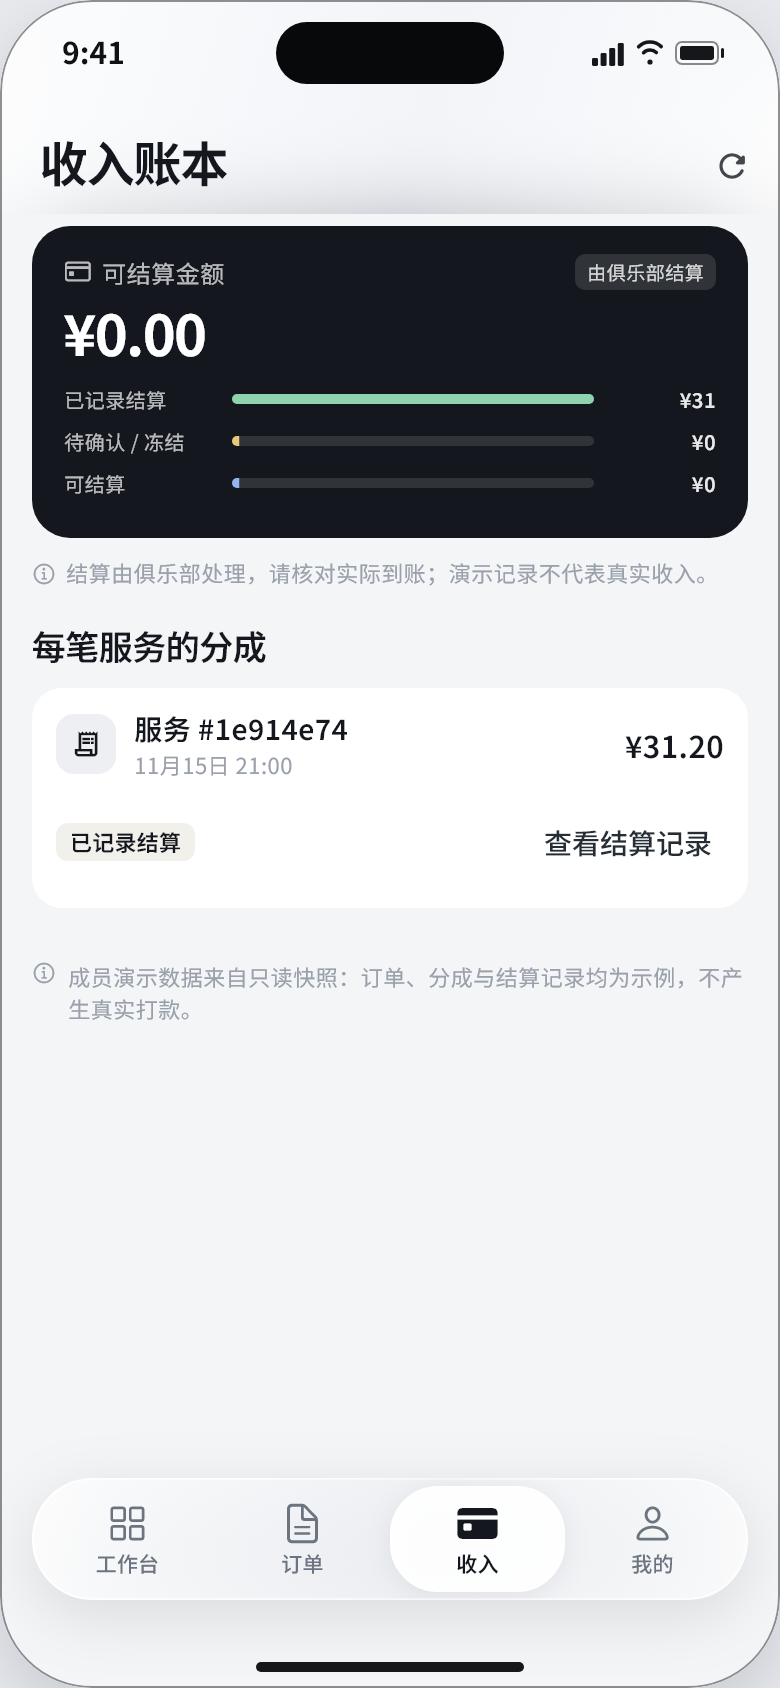 9:41
收入账本
可结算金额
由俱乐部结算
¥0.00
已记录结算 ¥31
待确认 / 冻结 ¥0
可结算 ¥0
结算由俱乐部处理，请核对实际到账；演示记录不代表真实收入。
每笔服务的分成
服务 #1e914e74
11月15日 21:00
¥31.20
已记录结算
查看结算记录
成员演示数据来自只读快照：订单、分成与结算记录均为示例，不产
生真实打款。
工作台
订单
收入
我的